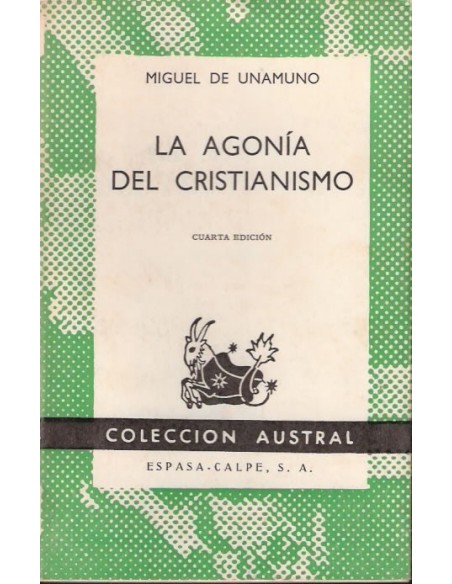 MIGUEL DE UNAMUNO
LA AGONÍA
DEL CRISTIANISMO
CUARTA EDICIÓN
COLECCION AUSTRAL
ESPASA-CALPE, S. A.